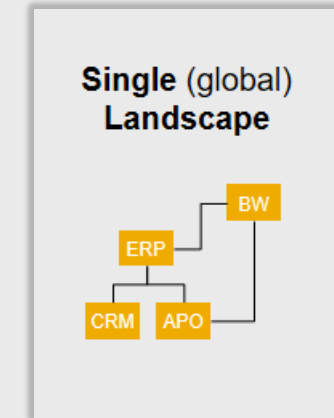 Single (global)
Landscape
BW
ERP
CRM APO